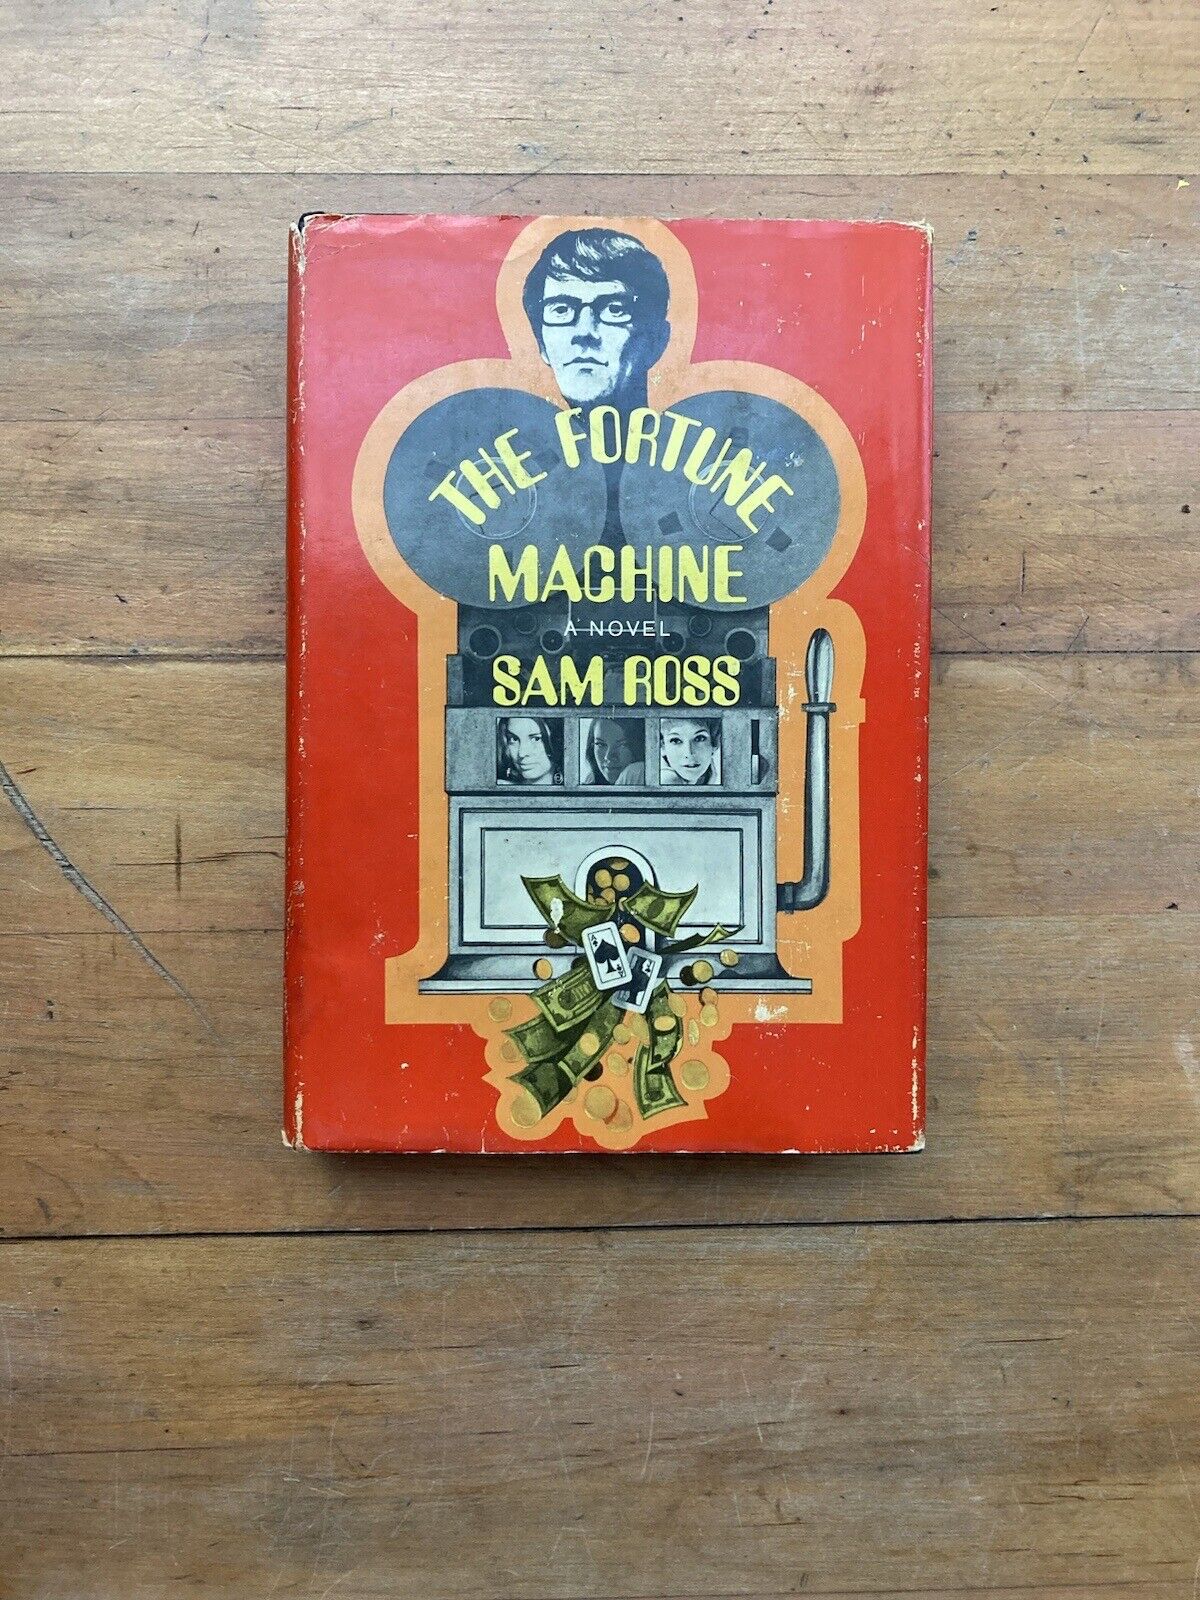 THE FORTUNE
MACHINE
A NOVEL
SAM ROSS
A
A